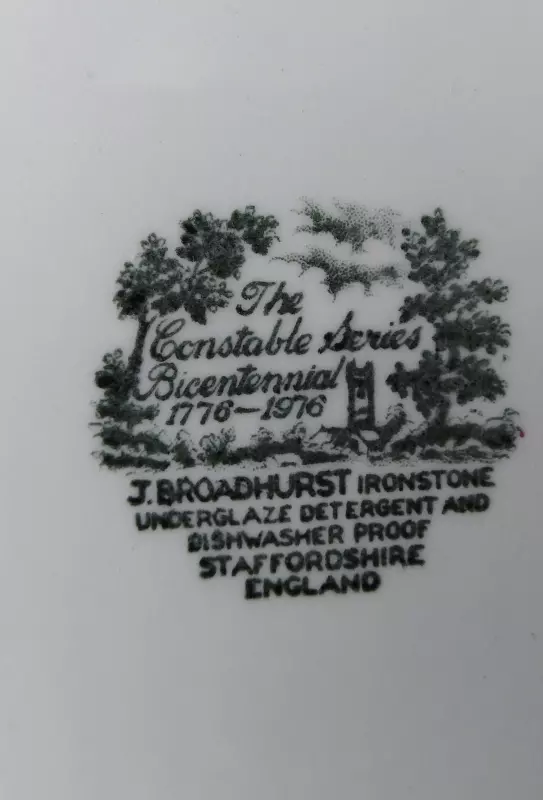 The
Constable Series
Bicentennial
1776-1976
J. BROADHURST IRONSTONE
UNDERGLAZE DETERGENT AND
DISHWASHER PROOF
STAFFORDSHIRE
ENGLAND